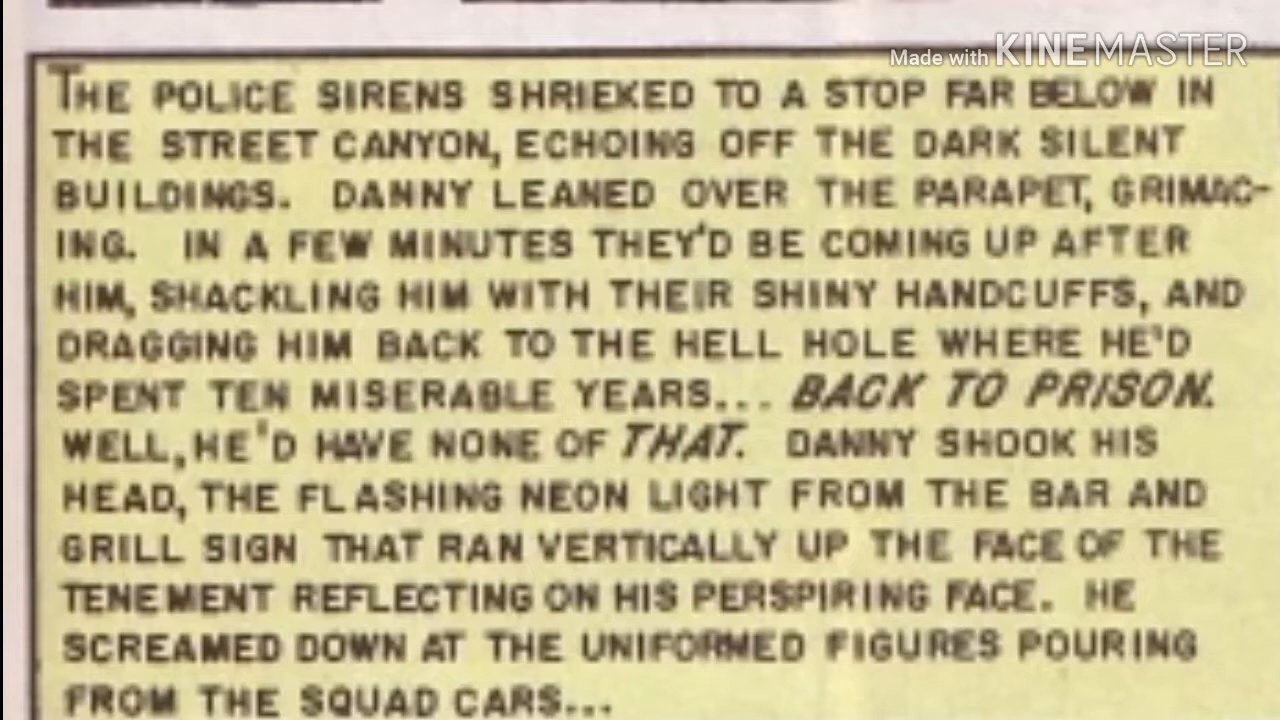 Made with KINEMASTER
THE POLICE SIRENS SHRIEKED TO A STOP FAR BELOW IN
THE STREET CANYON, ECHOING OFF THE DARK SILENT
BUILDINGS. DANNY LEANED OVER THE PARAPET, GRIMAC-
ING. IN A FEW MINUTES THEY'D BE COMING UP AFTER
HIM, SHACKLING HIM WITH THEIR SHINY HANDCUFFS, AND
DRAGGING HIM BACK TO THE HELL HOLE WHERE HE'D
SPENT TEN MISERABLE YEARS... BACK TO PRISON.
WELL, HE'D HAVE NONE OF THAT. DANNY SHOOK HIS
HEAD, THE FLASHING NEON LIGHT FROM THE BAR AND
GRILL SIGN THAT RAN VERTICALLY UP THE FACE OF THE
TENEMENT REFLECTING ON HIS PERSPIRING FACE. HE
SCREAMED DOWN AT THE UNIFORMED FIGURES POURING
FROM THE SQUAD CARS...